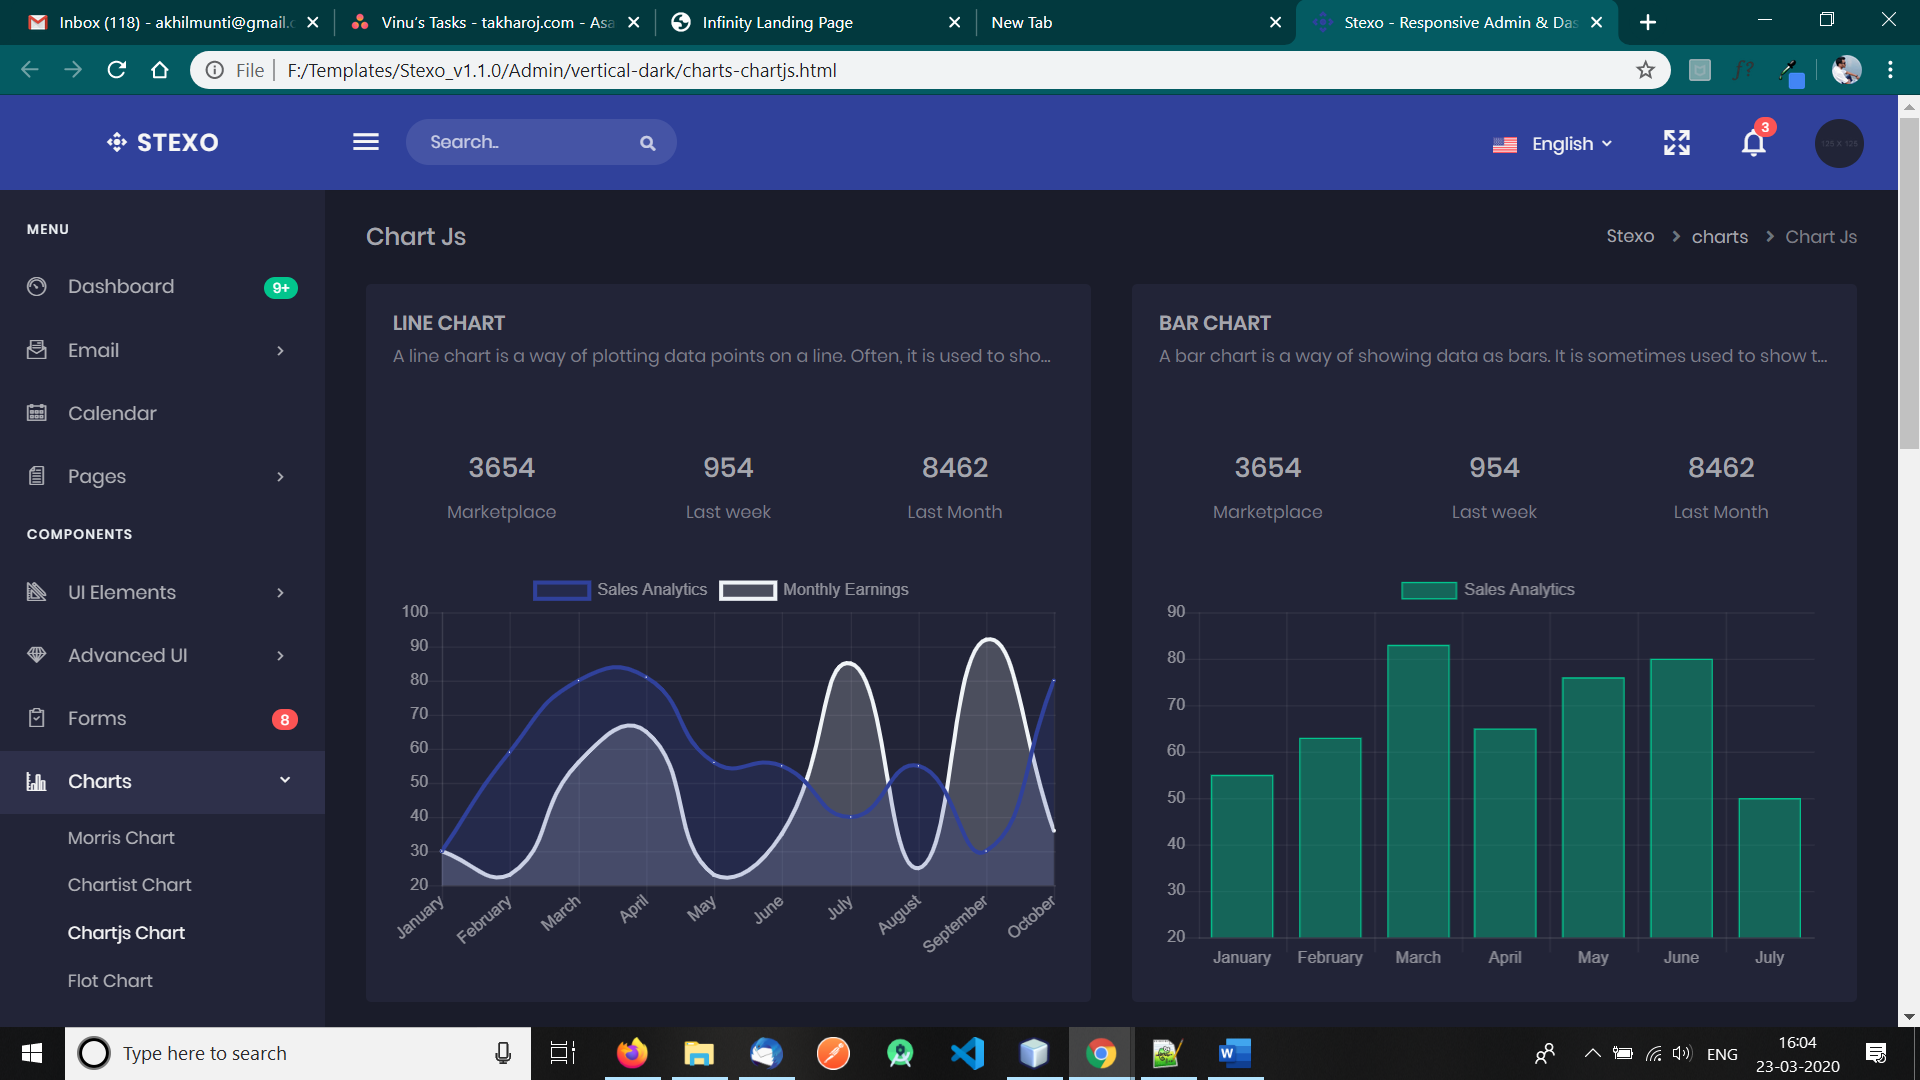 Inbox (118) - akhilmunti@gmail.c
Vinu's Tasks - takharoj.com - Asa
Infinity Landing Page
New Tab
Stexo - Responsive Admin & Das
File
F:/Templates/Stexo_v1.1.0/Admin/vertical-dark/charts-chartjs.html
f?
STEXO
Search..
English
3
125 X 125
MENU
Dashboard
9+
Email
Calendar
Pages
COMPONENTS
UI Elements
Advanced UI
Forms
8
Charts
Morris Chart
Chartist Chart
Chartjs Chart
Flot Chart
Chart Js
Stexo
charts
Chart Js
LINE CHART
A line chart is a way of plotting data points on a line. Often, it is used to sho...
3654
954
8462
Marketplace
Last week
Last Month
Sales Analytics
Monthly Earnings
100
90
80
70
60
50
40
30
20
January
February
March
April
May
June
July
August
September
October
BAR CHART
A bar chart is a way of showing data as bars. It is sometimes used to show t...
3654
954
8462
Marketplace
Last week
Last Month
Sales Analytics
90
80
70
60
50
40
30
20
January
February
March
April
May
June
July
Type here to search
W
ENG
16:04
23-03-2020